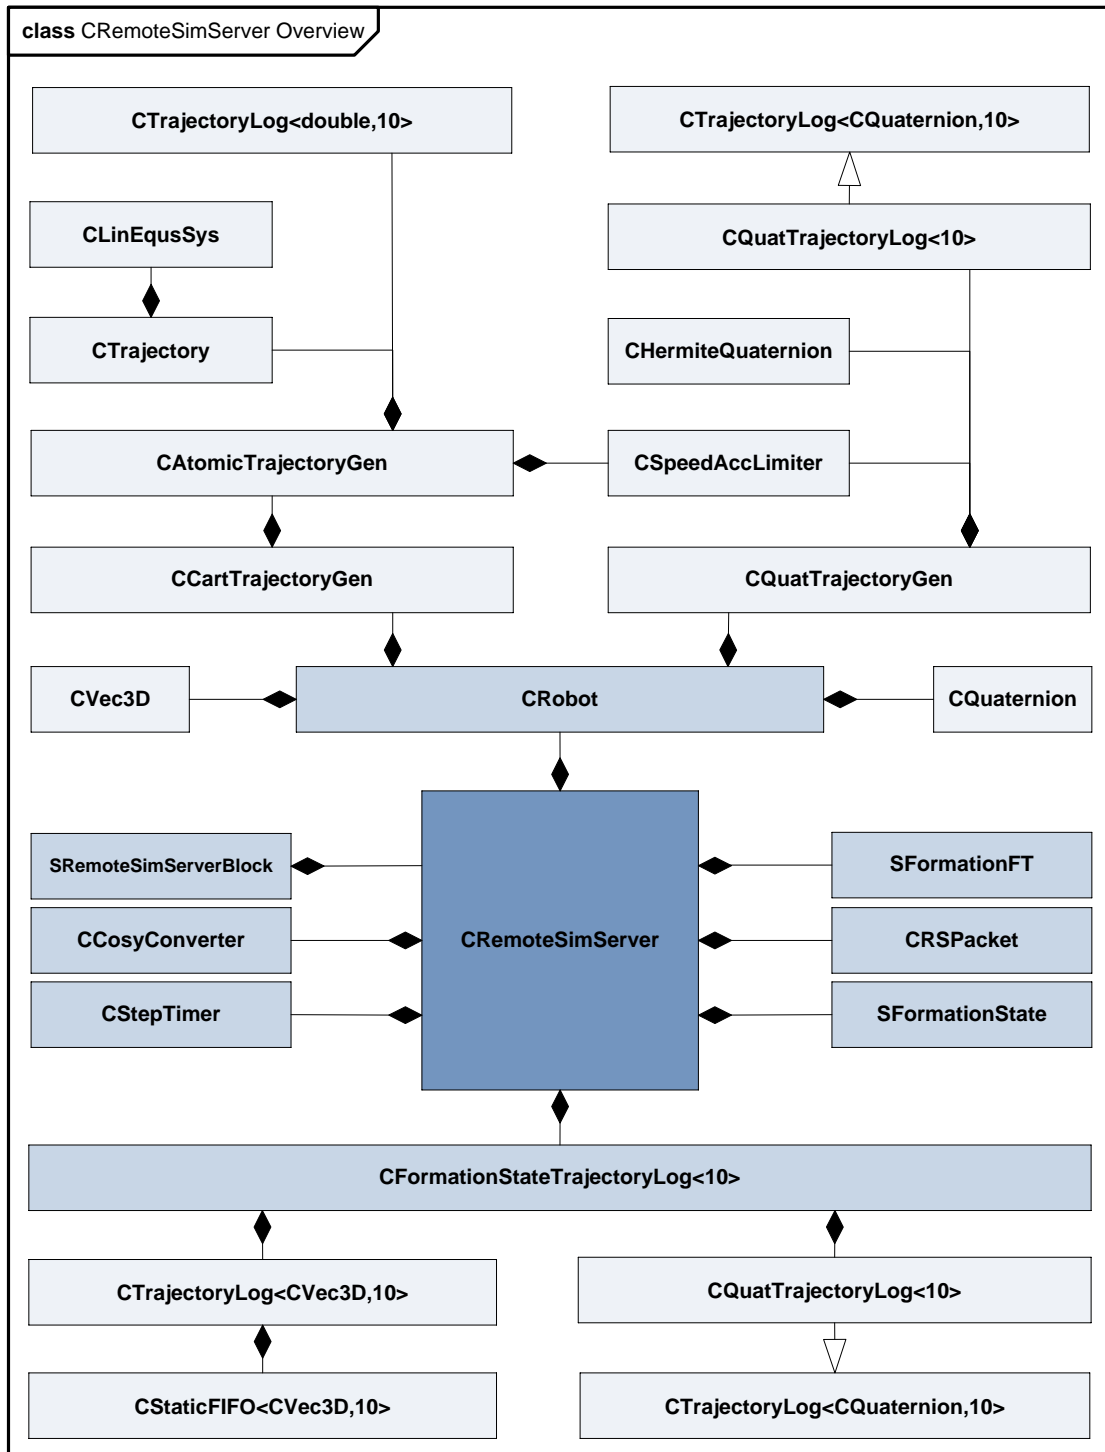 class CRemoteSimServer Overview
CTrajectoryLog<double,10>
CTrajectoryLog<CQuaternion,10>
CLinEqusSys
CQuatTrajectoryLog<10>
CTrajectory
CHermiteQuaternion
CAtomicTrajectoryGen
CSpeedAccLimiter
CCartTrajectoryGen
CQuatTrajectoryGen
CVec3D
CRobot
CQuaternion
SRemoteSimServerBlock
SFormationFT
CCosyConverter
CRemoteSimServer
CRSPacket
CStepTimer
SFormationState
CFormationStateTrajectoryLog<10>
CTrajectoryLog<CVec3D,10>
CQuatTrajectoryLog<10>
CStaticFIFO<CVec3D,10>
CTrajectoryLog<CQuaternion,10>